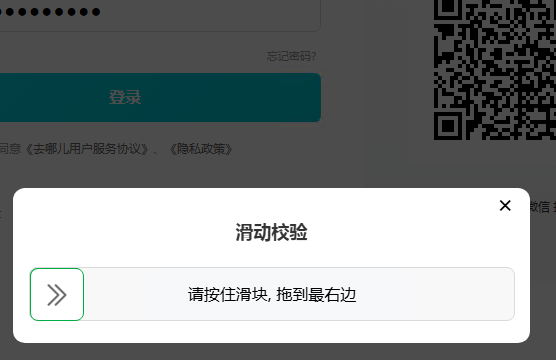 忘记密码?
登录
同意《去哪儿用户服务协议》、《隐私政策》
微信
滑动校验
请按住滑块, 拖到最右边